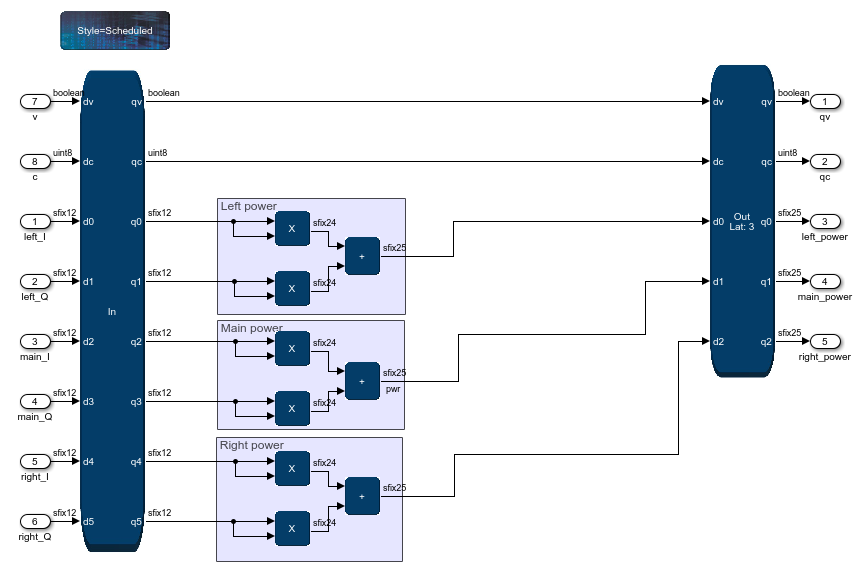 Style=Scheduled
7
boolean
v
dv
qv
boolean
8
uint8
c
dc
qc
uint8
1
sfix12
left_I
d0
q0
sfix12
2
sfix12
left_Q
d1
q1
sfix12
In
3
sfix12
main_I
d2
q2
sfix12
4
sfix12
main_Q
d3
q3
sfix12
5
sfix12
right_I
d4
q4
sfix12
6
sfix12
right_Q
d5
q5
sfix12
Left power
X
sfix24
X
sfix24
+
sfix25
Main power
X
sfix24
X
sfix24
+
sfix25
pwr
Right power
X
sfix24
X
sfix24
+
sfix25
dv
qv
boolean
1
qv
dc
qc
uint8
2
qc
Out
Lat: 3
d0
q0
sfix25
3
left_power
d1
q1
sfix25
4
main_power
d2
q2
sfix25
5
right_power